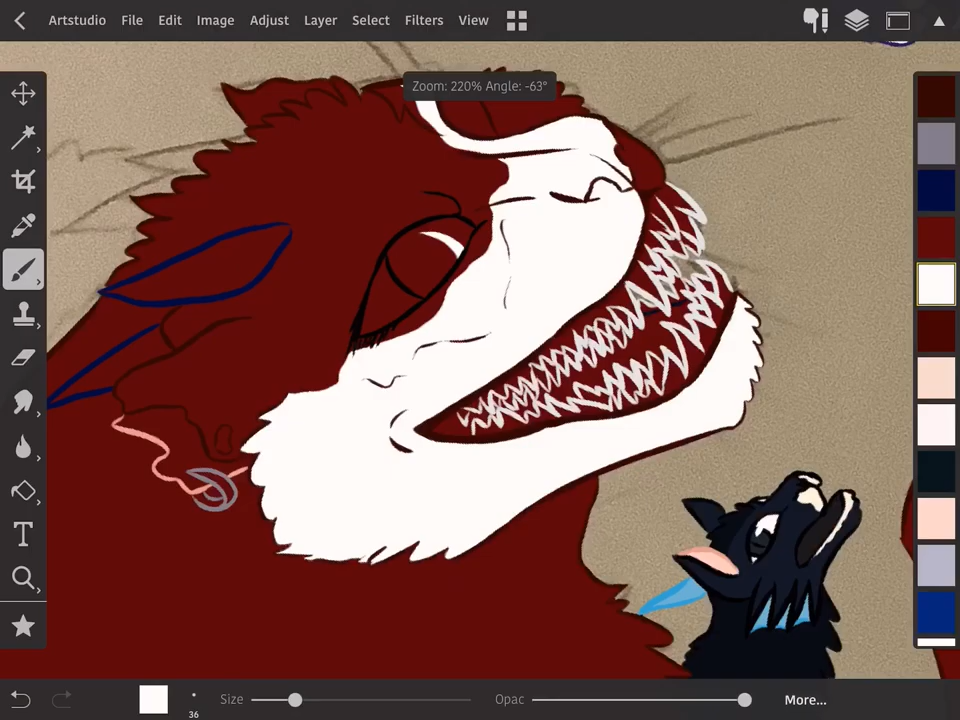 Artstudio File Edit Image Adjust Layer Select Filters View
Zoom: 220% Angle: -63°
T
36 Size Opac More...